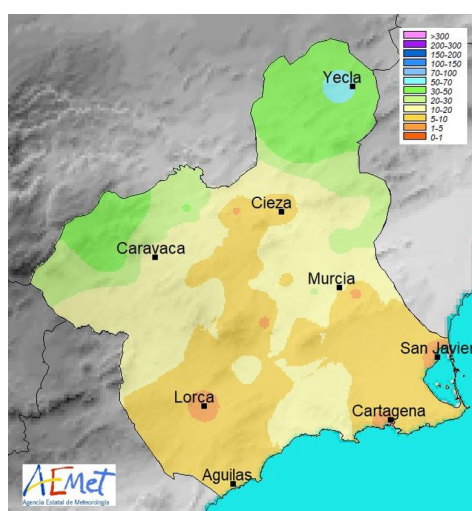 Yecla
>300
200-300
150-200
100-150
70-100
50-70
30-50
20-30
10-20
5-10
1-5
0-1
Cieza
Caravaca
Murcia
San Javier
Lorca
Cartagena
Aguilas
AEMet
Agencia Estatal de Meteorología